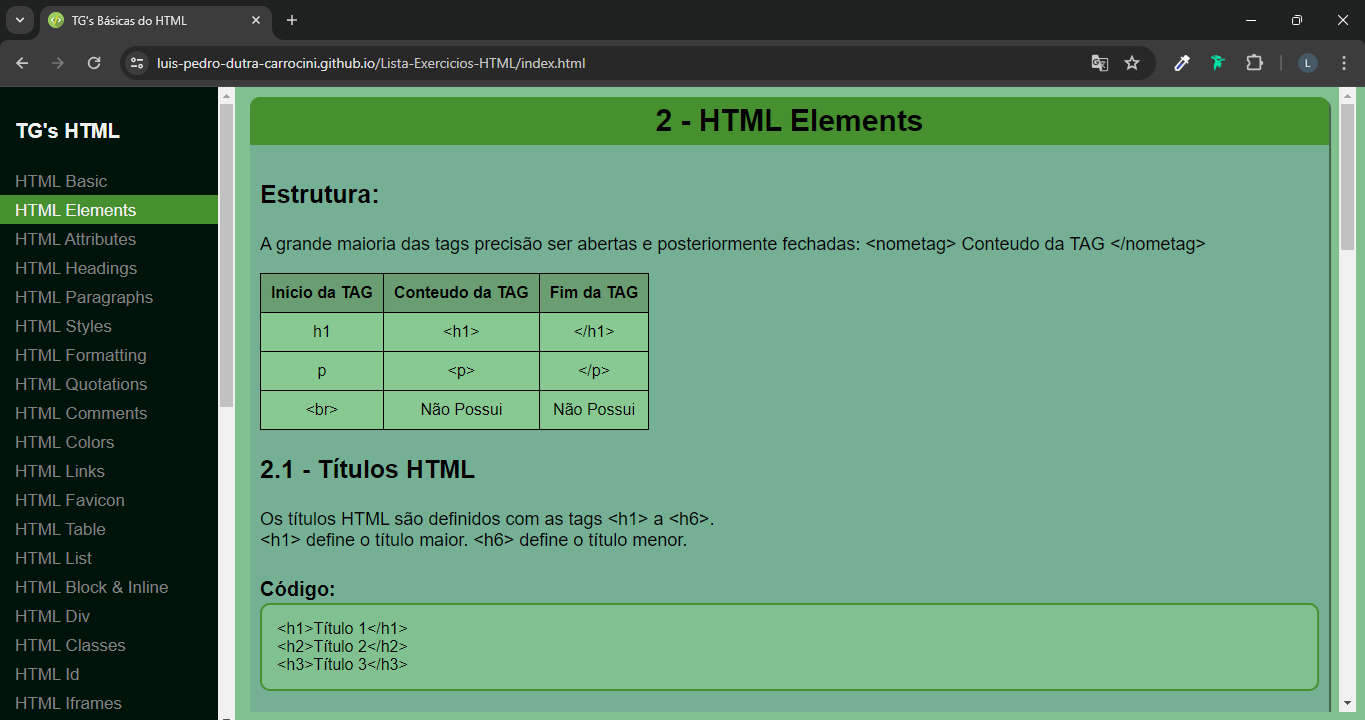 TG's Básicas do HTML
luis-pedro-dutra-carrocini.github.io/Lista-Exercicios-HTML/index.html
L
TG's HTML
HTML Basic
HTML Elements
HTML Attributes
HTML Headings
HTML Paragraphs
HTML Styles
HTML Formatting
HTML Quotations
HTML Comments
HTML Colors
HTML Links
HTML Favicon
HTML Table
HTML List
HTML Block & Inline
HTML Div
HTML Classes
HTML Id
HTML Iframes
2 - HTML Elements
Estrutura:
A grande maioria das tags precisão ser abertas e posteriormente fechadas: <nometag> Conteudo da TAG </nometag>
Início da TAG Conteudo da TAG Fim da TAG
h1 <h1> </h1>
p <p> </p>
<br> Não Possui Não Possui
2.1 - Títulos HTML
Os títulos HTML são definidos com as tags <h1> a <h6>.
<h1> define o título maior. <h6> define o título menor.
Código:
<h1>Título 1</h1>
<h2>Título 2</h2>
<h3>Título 3</h3>